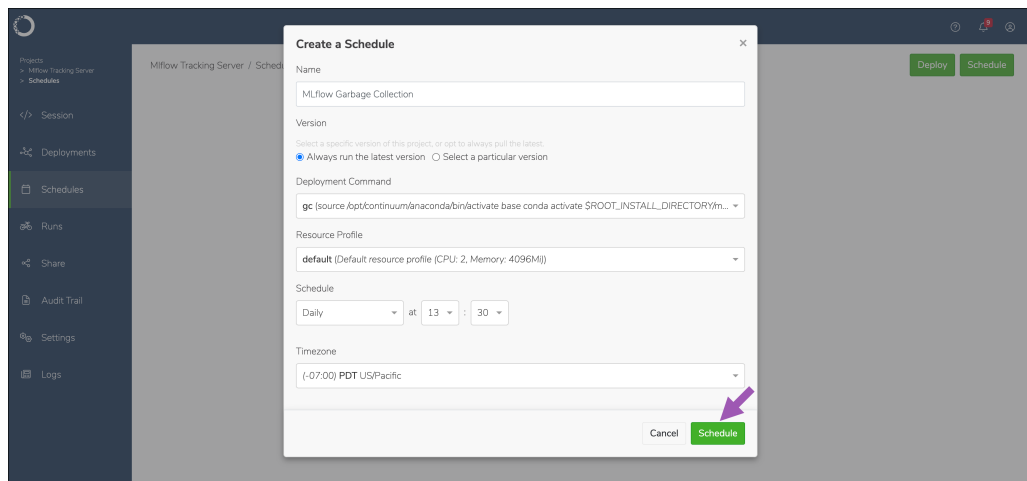 9
Projects
> Mlflow Tracking Server
> Schedules
</> Session
Deployments
Schedules
Runs
Share
Audit Trail
Settings
Logs
Mlflow Tracking Server / Sched
Deploy
Schedule
Create a Schedule
×
Name
MLflow Garbage Collection
Version
Select a specific version of this project, or opt to always pull the latest.
Always run the latest version
Select a particular version
Deployment Command
gc (source /opt/continuum/anaconda/bin/activate base conda activate $ROOT_INSTALL_DIRECTORY/m...
Resource Profile
default (Default resource profile (CPU: 2, Memory: 4096Mi))
Schedule
Daily at 13 : 30
Timezone
(-07:00) PDT US/Pacific
Cancel
Schedule